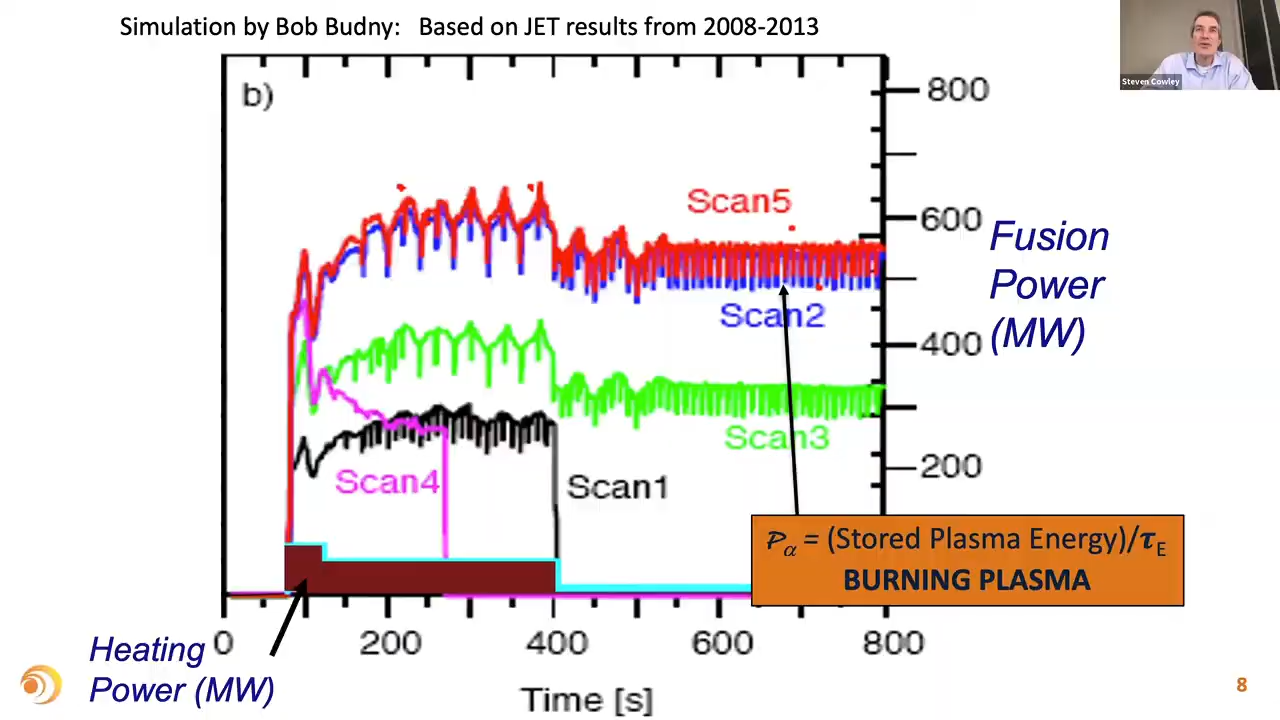 Simulation by Bob Budny: Based on JET results from 2008-2013
Steven Cowley
b)
800
Scan5
600
Fusion
Power
(MW)
Scan2
400
Scan3
200
Scan4
Scan1
𝒫α = (Stored Plasma Energy)/τE
BURNING PLASMA
0
200
400
600
800
Heating
Power (MW)
Time [s]
8